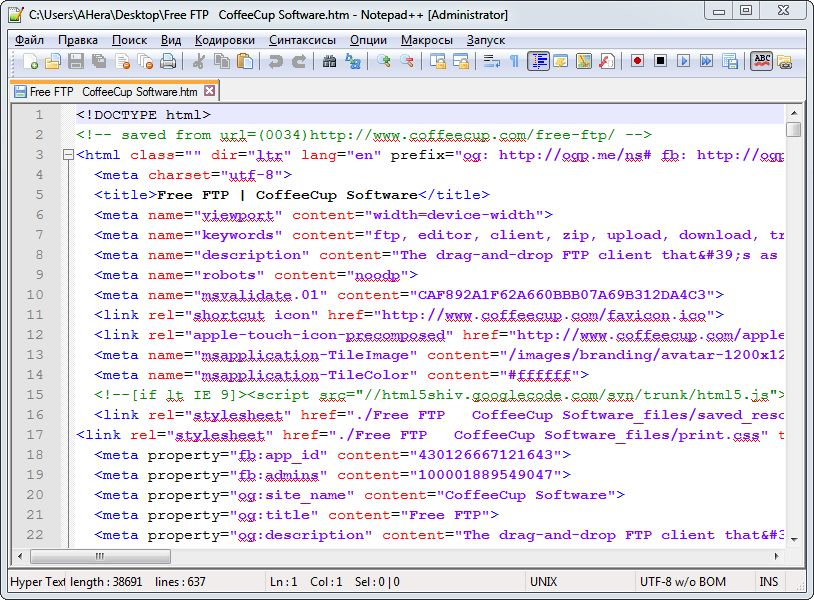 C:\Users\AHera\Desktop\Free FTP   CoffeeCup Software.htm - Notepad++ [Administrator]
Файл Правка Поиск Вид Кодировки Синтаксисы Опции Макросы Запуск
ABC
Free FTP   CoffeeCup Software.htm
1 <!DOCTYPE html>
2 <!-- saved from url=(0034)http://www.coffeecup.com/free-ftp/ -->
3 <html class="" dir="ltr" lang="en" prefix="og: http://ogp.me/ns# fb: http://ogp
4 <meta charset="utf-8">
5 <title>Free FTP | CoffeeCup Software</title>
6 <meta name="viewport" content="width=device-width">
7 <meta name="keywords" content="ftp, editor, client, zip, upload, download, tr
8 <meta name="description" content="The drag-and-drop FTP client that&#39;s as
9 <meta name="robots" content="noodp">
10 <meta name="msvalidate.01" content="CAF892A1F62A660BBB07A69B312DA4C3">
11 <link rel="shortcut icon" href="http://www.coffeecup.com/favicon.ico">
12 <link rel="apple-touch-icon-precomposed" href="http://www.coffeecup.com/apple
13 <meta name="msapplication-TileImage" content="/images/branding/avatar-1200x12
14 <meta name="msapplication-TileColor" content="#ffffff">
15 <!--[if lt IE 9]><script src="//html5shiv.googlecode.com/svn/trunk/html5.js">
16 <link rel="stylesheet" href="./Free FTP   CoffeeCup Software_files/saved_reso
17 <link rel="stylesheet" href="./Free FTP   CoffeeCup Software_files/print.css" t
18 <meta property="fb:app_id" content="430126667121643">
19 <meta property="fb:admins" content="100001889549047">
20 <meta property="og:site_name" content="CoffeeCup Software">
21 <meta property="og:title" content="Free FTP">
22 <meta property="og:description" content="The drag-and-drop FTP client that&#3
Hyper Text length : 38691 lines : 637 Ln : 1 Col : 1 Sel : 0 | 0 UNIX UTF-8 w/o BOM INS